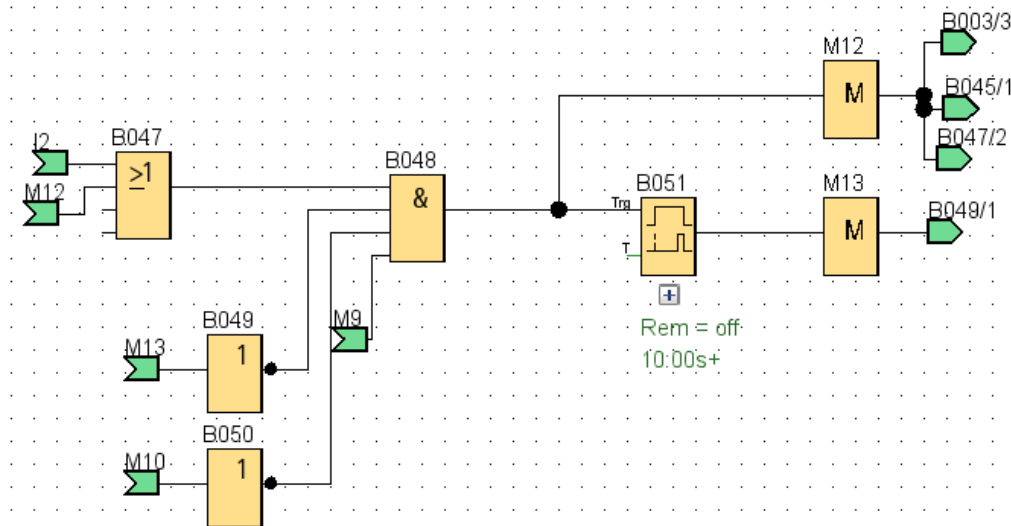 B003/3
M12
M
B045/1
B047/2
I2
B047
≥1
M12
B048
&
B051
Trg
T
M13
M
B049/1
Rem = off
10:00s+
M9
B049
M13
1
B050
M10
1